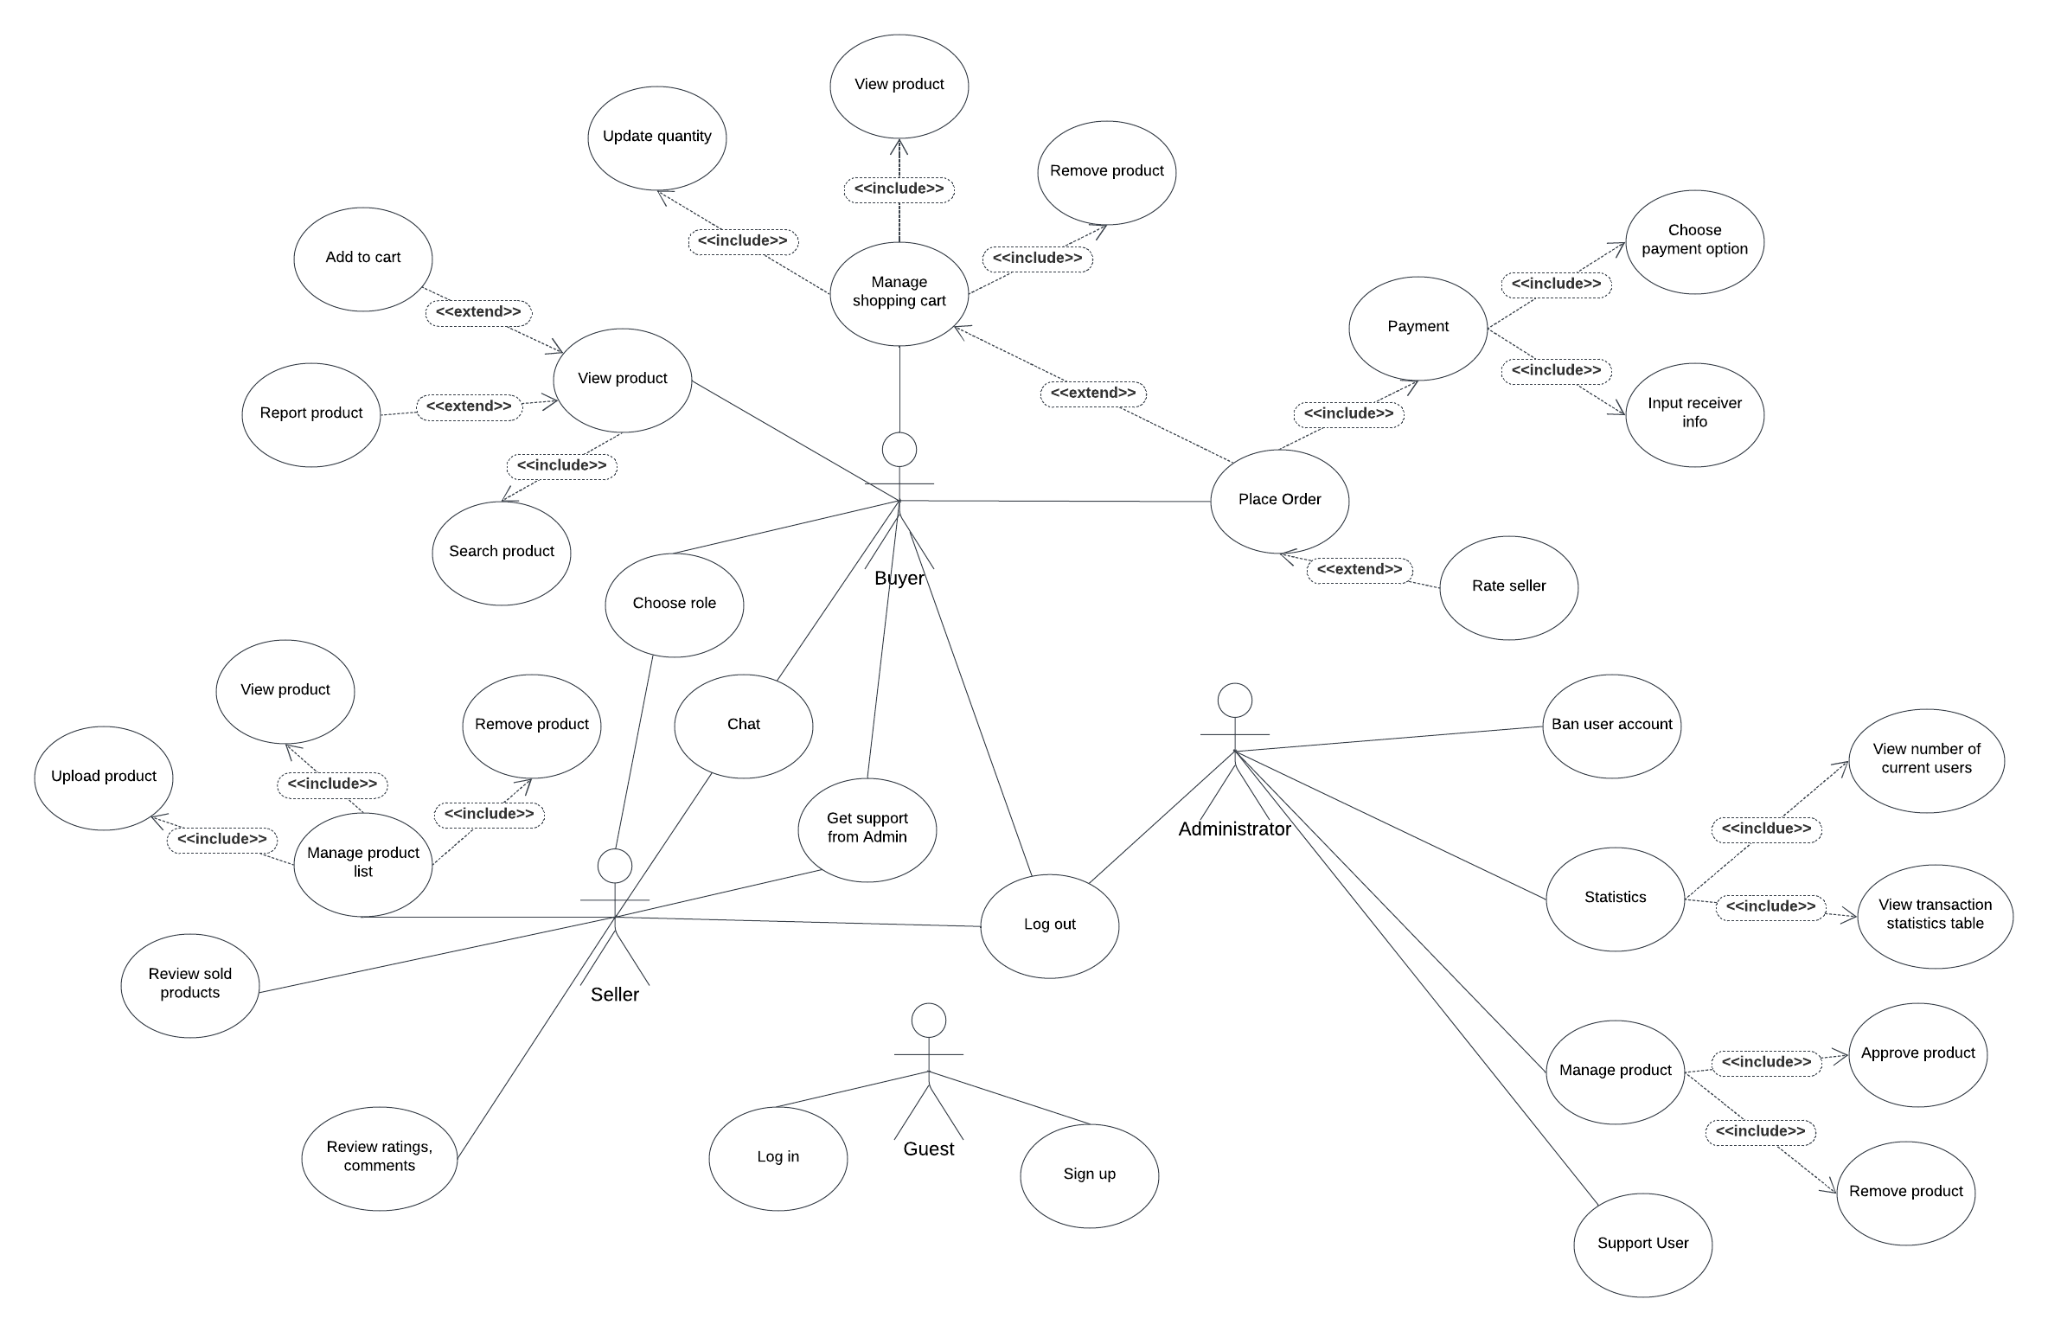 View product
Update quantity
Remove product
<<include>>
<<include>>
<<include>>
Choose
payment option
Add to cart
Manage
shopping cart
<<include>>
<<extend>>
Payment
View product
<<include>>
Report product
<<extend>>
<<extend>>
<<include>>
Input receiver
info
<<include>>
Search product
Place Order
<<extend>>
Rate seller
Buyer
Choose role
View product
Remove product
Chat
Ban user account
Upload product
<<include>>
<<include>>
<<include>>
View number of
current users
Get support
from Admin
Administrator
<<incldue>>
Manage product
list
Statistics
<<include>>
View transaction
statistics table
Log out
Review sold
products
Seller
Manage product
<<include>>
Approve product
<<include>>
Review ratings,
comments
Log in
Guest
Sign up
Remove product
Support User